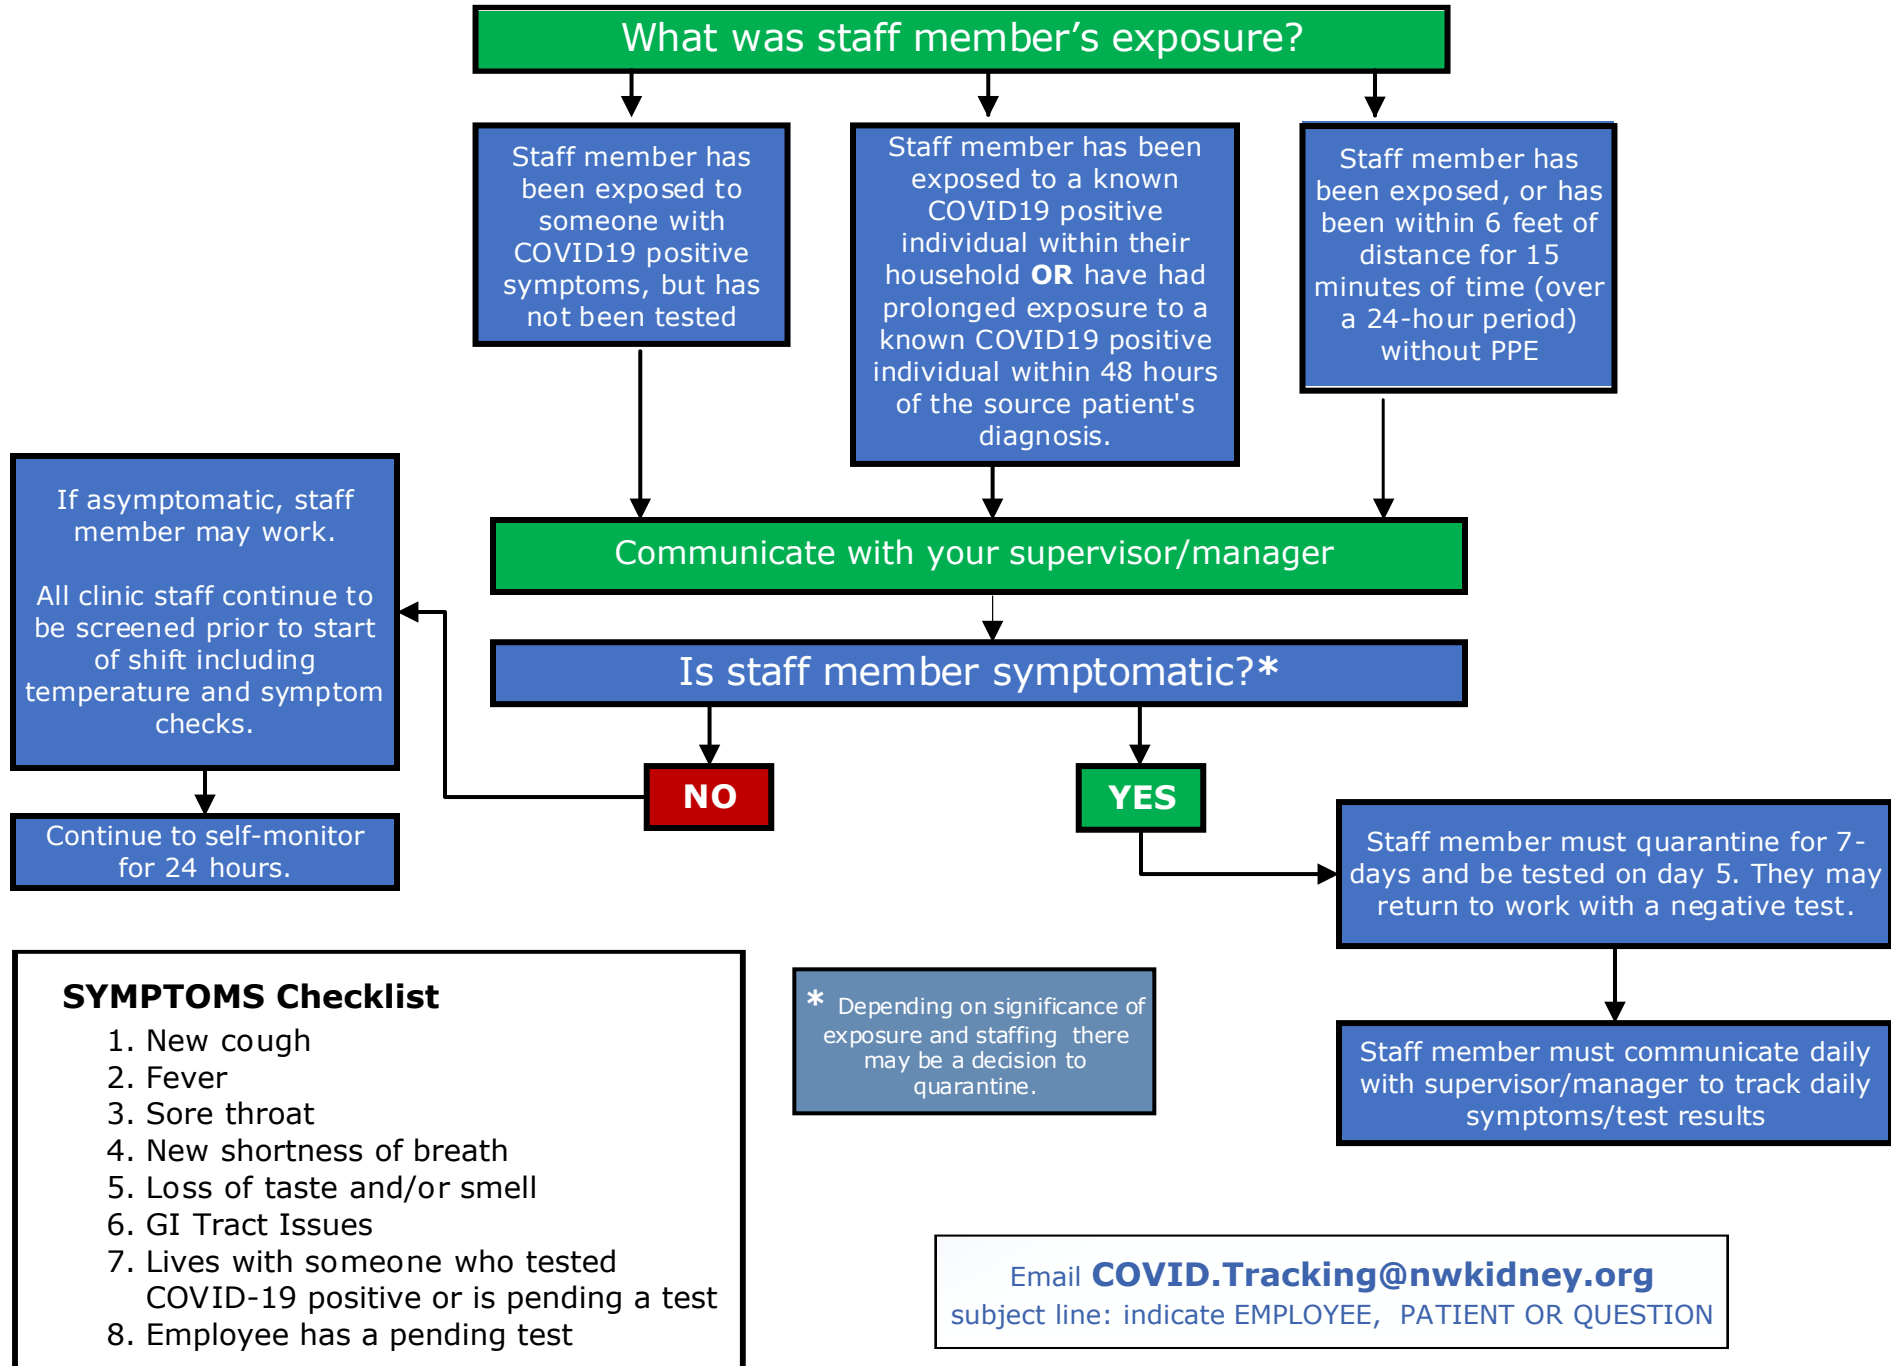 What was staff member’s exposure?
Staff member has
been exposed to
someone with
COVID19 positive
symptoms, but has
not been tested
Staff member has been
exposed to a known
COVID19 positive
individual within their
household OR have had
prolonged exposure to a
known COVID19 positive
individual within 48 hours
of the source patient's
diagnosis.
Staff member has
been exposed, or has
been within 6 feet of
distance for 15
minutes of time (over
a 24-hour period)
without PPE
Communicate with your supervisor/manager
Is staff member symptomatic?*
NO
YES
If asymptomatic, staff
member may work.
All clinic staff continue to
be screened prior to start
of shift including
temperature and symptom
checks.
Continue to self-monitor
for 24 hours.
Staff member must quarantine for 7-
days and be tested on day 5. They may
return to work with a negative test.
Staff member must communicate daily
with supervisor/manager to track daily
symptoms/test results
SYMPTOMS Checklist
1. New cough
2. Fever
3. Sore throat
4. New shortness of breath
5. Loss of taste and/or smell
6. GI Tract Issues
7. Lives with someone who tested
COVID-19 positive or is pending a test
8. Employee has a pending test
* Depending on significance of
exposure and staffing there
may be a decision to
quarantine.
Email COVID.Tracking@nwkidney.org
subject line: indicate EMPLOYEE, PATIENT OR QUESTION